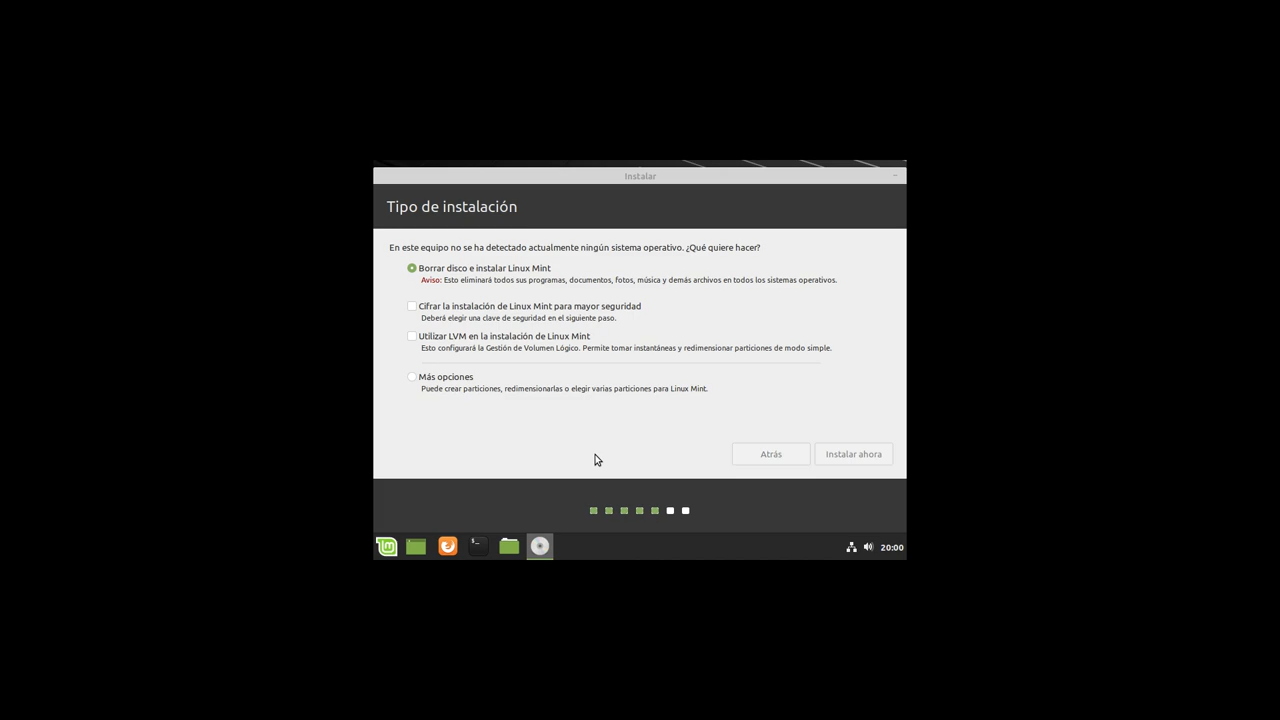 Instalar
Tipo de instalación
En este equipo no se ha detectado actualmente ningún sistema operativo. ¿Qué quiere hacer?
Borrar disco e instalar Linux Mint
Aviso: Esto eliminará todos sus programas, documentos, fotos, música y demás archivos en todos los sistemas operativos.
Cifrar la instalación de Linux Mint para mayor seguridad
Deberá elegir una clave de seguridad en el siguiente paso.
Utilizar LVM en la instalación de Linux Mint
Esto configurará la Gestión de Volumen Lógico. Permite tomar instantáneas y redimensionar particiones de modo simple.
Más opciones
Puede crear particiones, redimensionarlas o elegir varias particiones para Linux Mint.
Atrás Instalar ahora
$_ 20:00